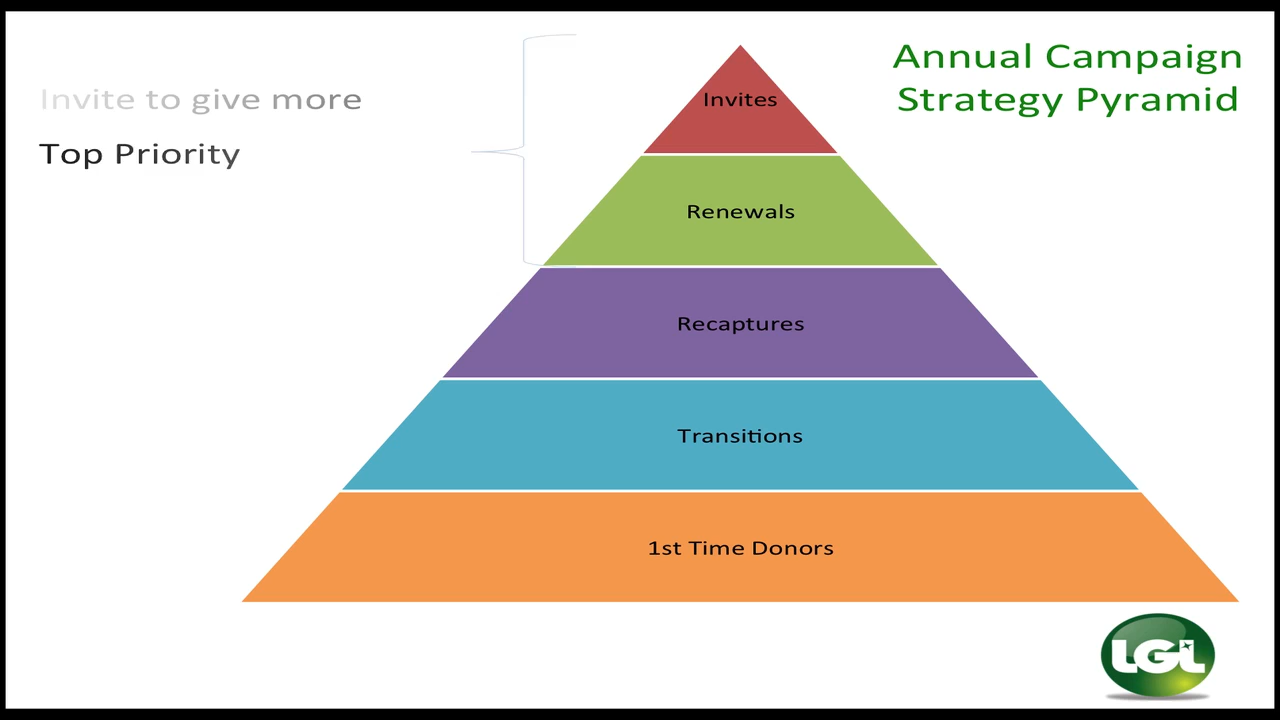 Annual Campaign
Strategy Pyramid
Invite to give more
Top Priority
Invites
Renewals
Recaptures
Transitions
1st Time Donors
LGL